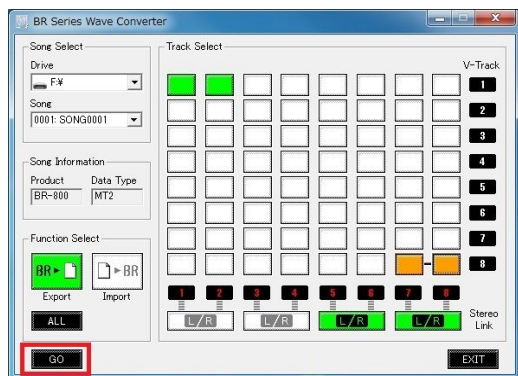 BR Series Wave Converter
Song Select
Drive
F:¥
Song
0001: SONG0001
Song Information
Product Data Type
BR-800 MT2
Function Select
BR BR
Export Import
ALL
GO
Track Select
V-Track
1
2
3
4
5
6
7
8
1 2 3 4 5 6 7 8
L/R L/R L/R L/R
Stereo
Link
EXIT